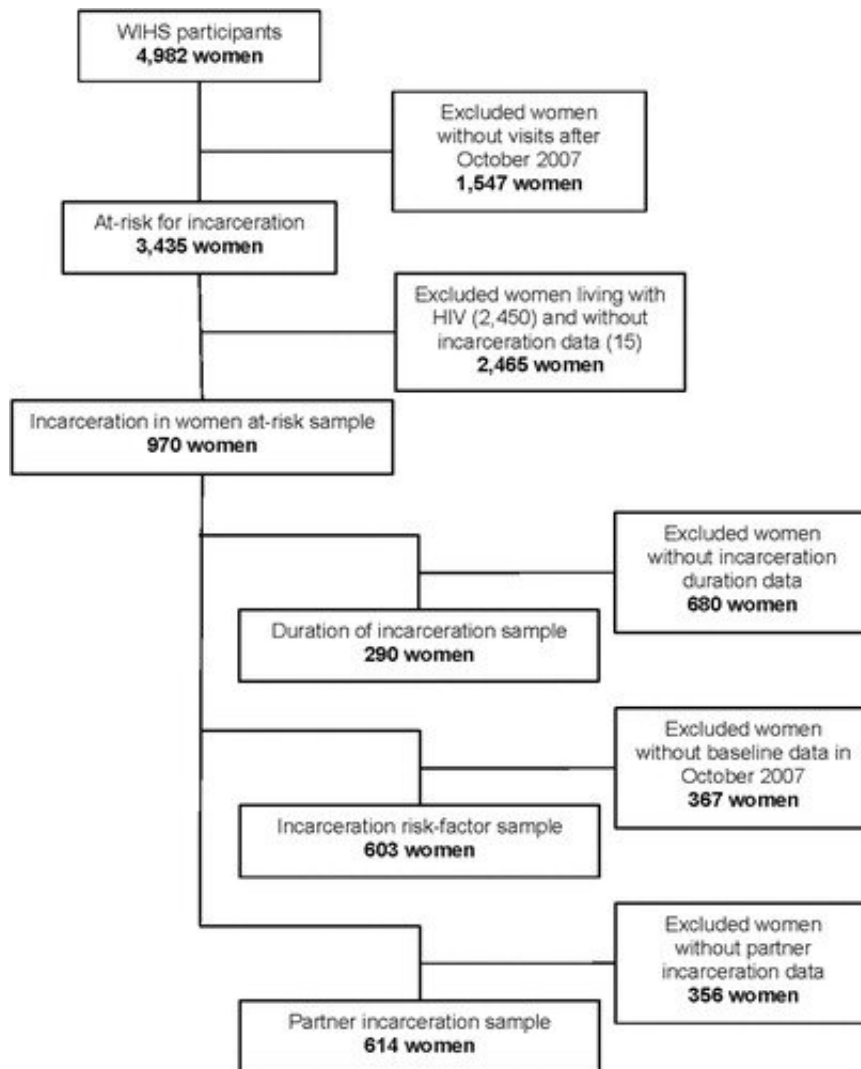 WIHS participants
4,982 women
Excluded women
without visits after
October 2007
1,547 women
At-risk for incarceration
3,435 women
Excluded women living with
HIV (2,450) and without
incarceration data (15)
2,465 women
Incarceration in women at-risk sample
970 women
Excluded women
without incarceration
duration data
680 women
Duration of incarceration sample
290 women
Excluded women
without baseline data in
October 2007
367 women
Incarceration risk-factor sample
603 women
Excluded women
without partner
incarceration data
356 women
Partner incarceration sample
614 women